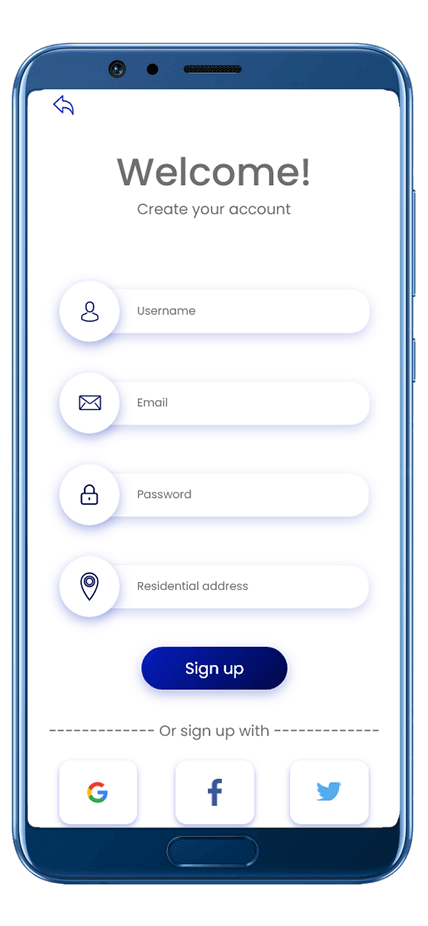 Welcome!
Create your account
Username
Email
Password
Residential address
Sign up
------------- Or sign up with -------------
G
f